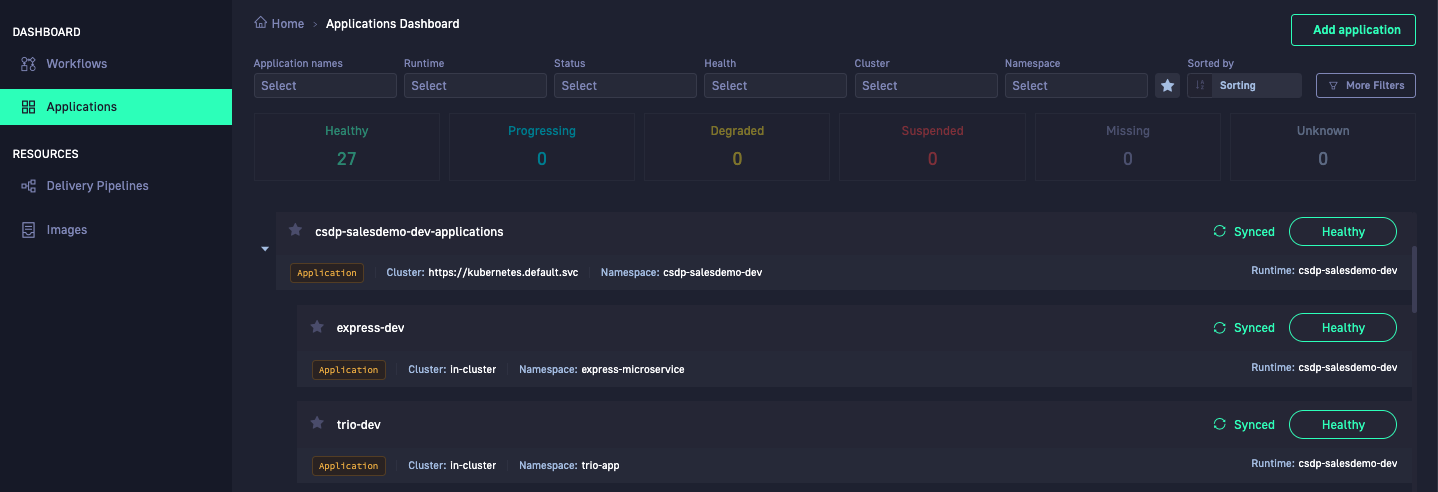 DASHBOARD
Workflows
Applications
RESOURCES
Delivery Pipelines
Images
Home > Applications Dashboard
Add application
Application names Runtime Status Health Cluster Namespace Sorted by
Select Select Select Select Select Select Sorting More Filters
Healthy Progressing Degraded Suspended Missing Unknown
27 0 0 0 0 0
csdp-salesdemo-dev-applications Synced Healthy
Application Cluster: https://kubernetes.default.svc Namespace: csdp-salesdemo-dev Runtime: csdp-salesdemo-dev
express-dev Synced Healthy
Application Cluster: in-cluster Namespace: express-microservice Runtime: csdp-salesdemo-dev
trio-dev Synced Healthy
Application Cluster: in-cluster Namespace: trio-app Runtime: csdp-salesdemo-dev